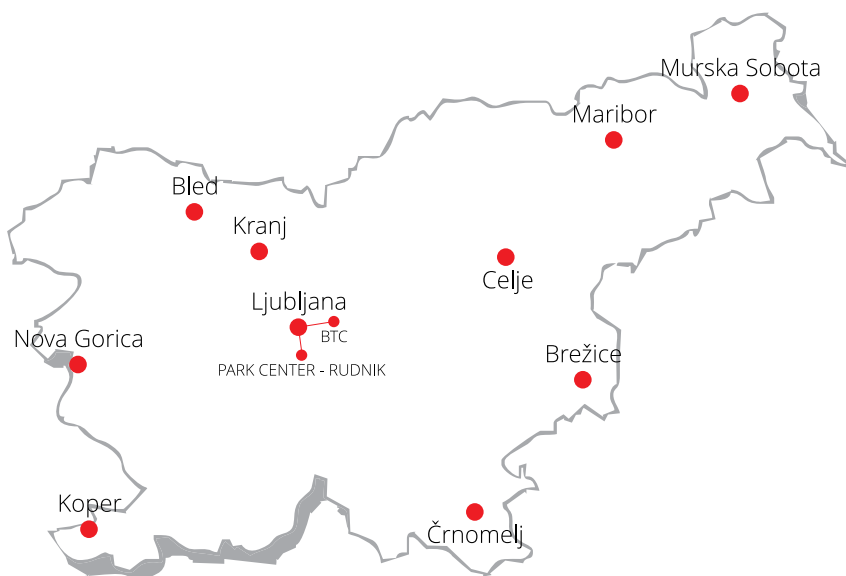 Murska Sobota
Maribor
Bled
Kranj
Celje
Ljubljana
BTC
Nova Gorica
PARK CENTER - RUDNIK
Brežice
Koper
Črnomelj